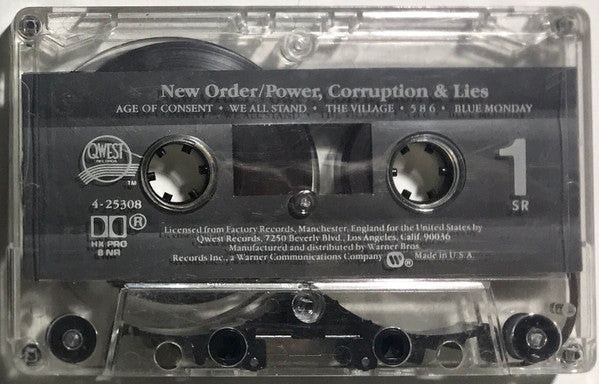 New Order/Power, Corruption & Lies
AGE OF CONSENT • WE ALL STAND • THE VILLAGE • 5 8 6 • BLUE MONDAY
QWEST
RECORDS
TM
4-25308
DD®
HX PRO
B NR
1
SR
Licensed from Factory Records, Manchester, England for the United States by
Qwest Records, 7250 Beverly Blvd., Los Angeles, Calif. 90036
Manufactured and distributed by Warner Bros.
Records Inc., a Warner Communications Company W ® Made in U.S.A.